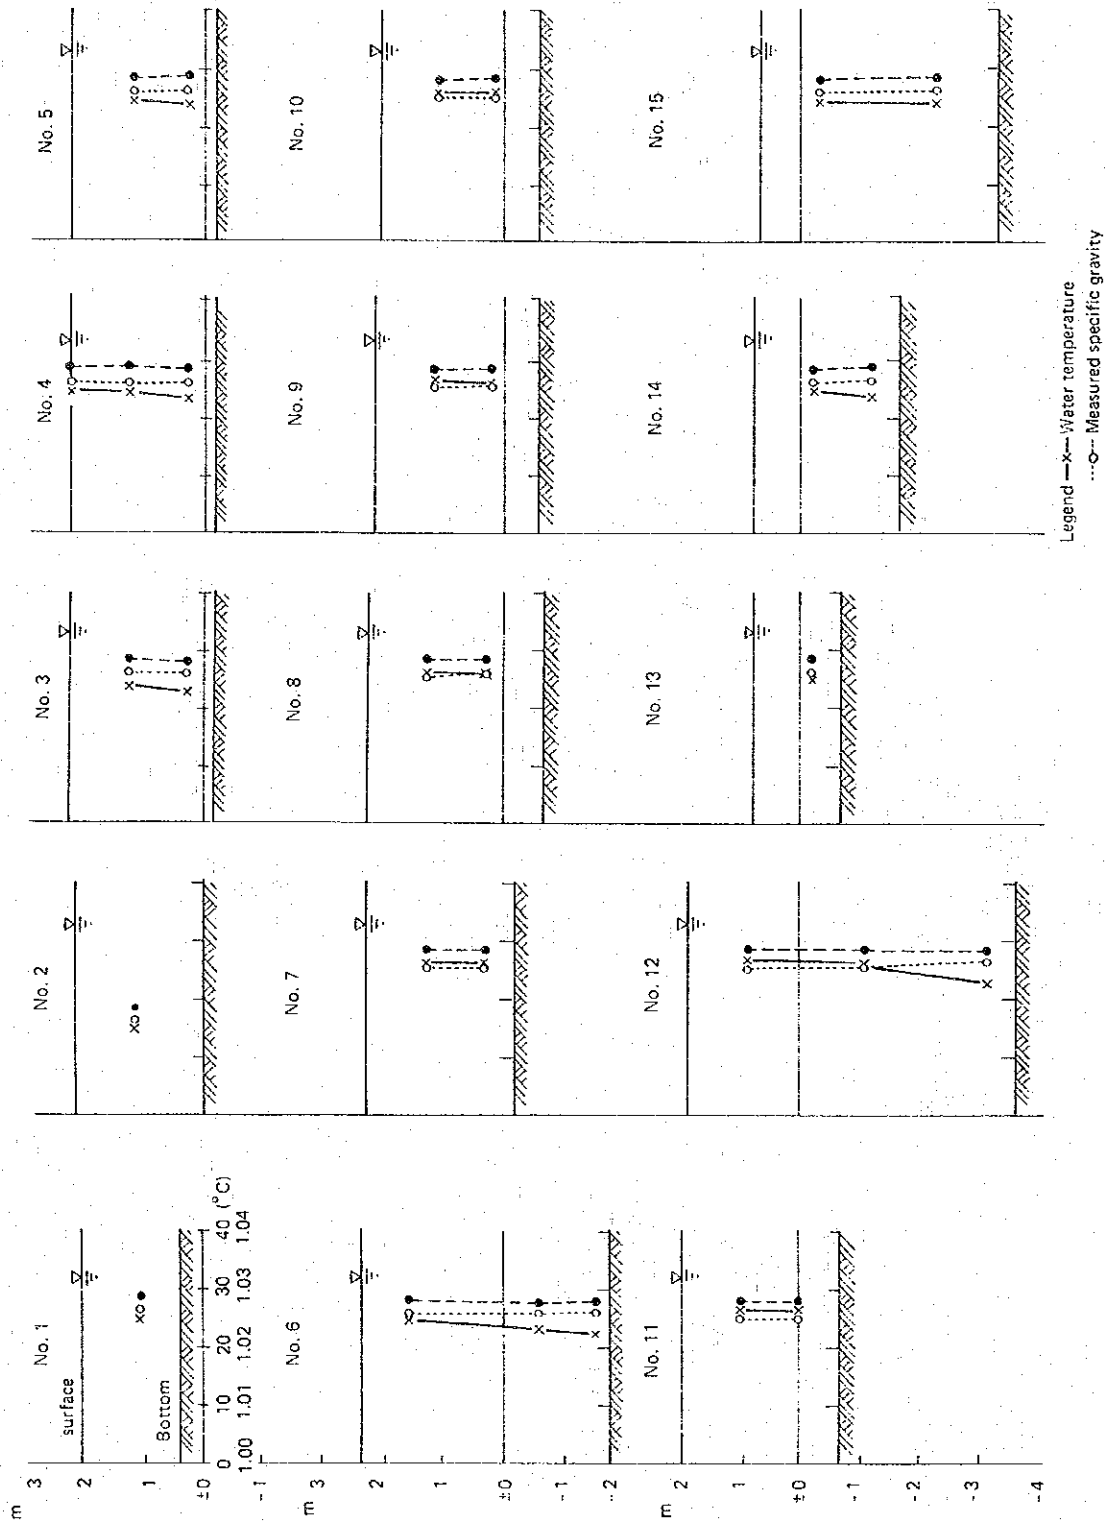 No. 1
No. 2
No. 3
No. 4
No. 5
m
3
2
1
±0
-1
surface
Bottom
0 10 20 30 40 (°C)
1.00 1.01 1.02 1.03 1.04
No. 6
No. 7
No. 8
No. 9
No. 10
m
3
2
1
±0
-1
-2
No. 11
No. 12
No. 13
No. 14
No. 15
m
2
1
±0
-1
-2
-3
-4
Legend —x— Water temperature
---o--- Measured specific gravity